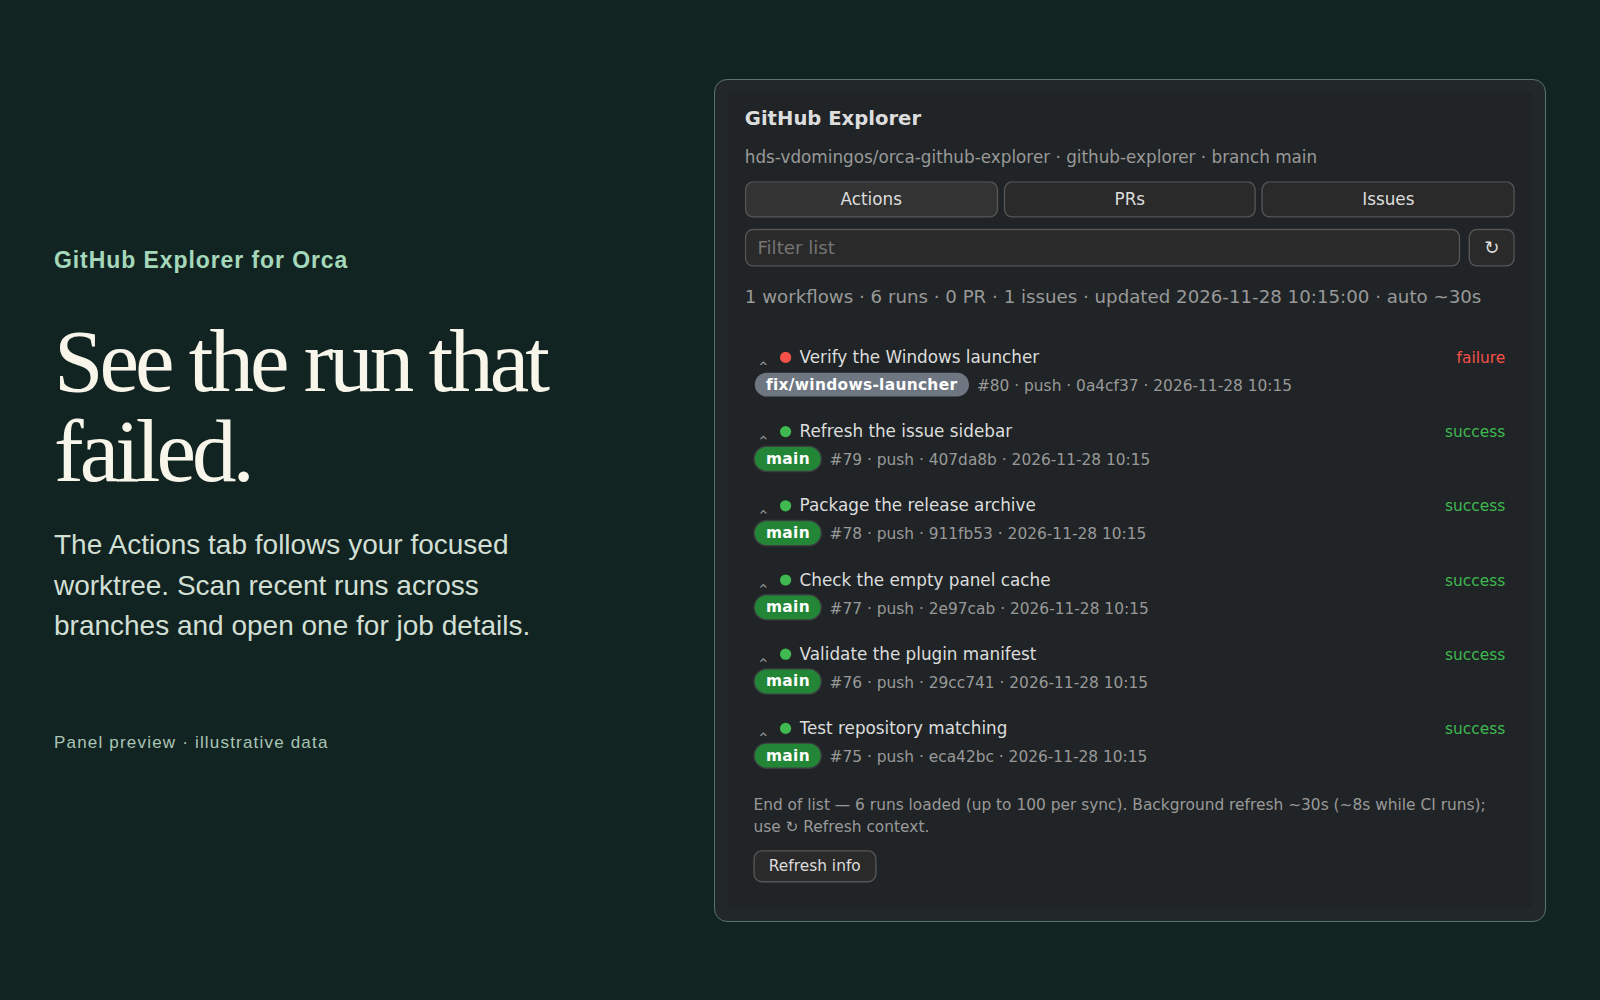 GitHub Explorer for Orca
See the run that
failed.
The Actions tab follows your focused
worktree. Scan recent runs across
branches and open one for job details.
Panel preview · illustrative data
GitHub Explorer
hds-vdomingos/orca-github-explorer · github-explorer · branch main
Actions PRs Issues
Filter list ↻
1 workflows · 6 runs · 0 PR · 1 issues · updated 2026-11-28 10:15:00 · auto ~30s
^ Verify the Windows launcher failure
fix/windows-launcher #80 · push · 0a4cf37 · 2026-11-28 10:15
^ Refresh the issue sidebar success
main #79 · push · 407da8b · 2026-11-28 10:15
^ Package the release archive success
main #78 · push · 911fb53 · 2026-11-28 10:15
^ Check the empty panel cache success
main #77 · push · 2e97cab · 2026-11-28 10:15
^ Validate the plugin manifest success
main #76 · push · 29cc741 · 2026-11-28 10:15
^ Test repository matching success
main #75 · push · eca42bc · 2026-11-28 10:15
End of list — 6 runs loaded (up to 100 per sync). Background refresh ~30s (~8s while CI runs);
use ↻ Refresh context.
Refresh info